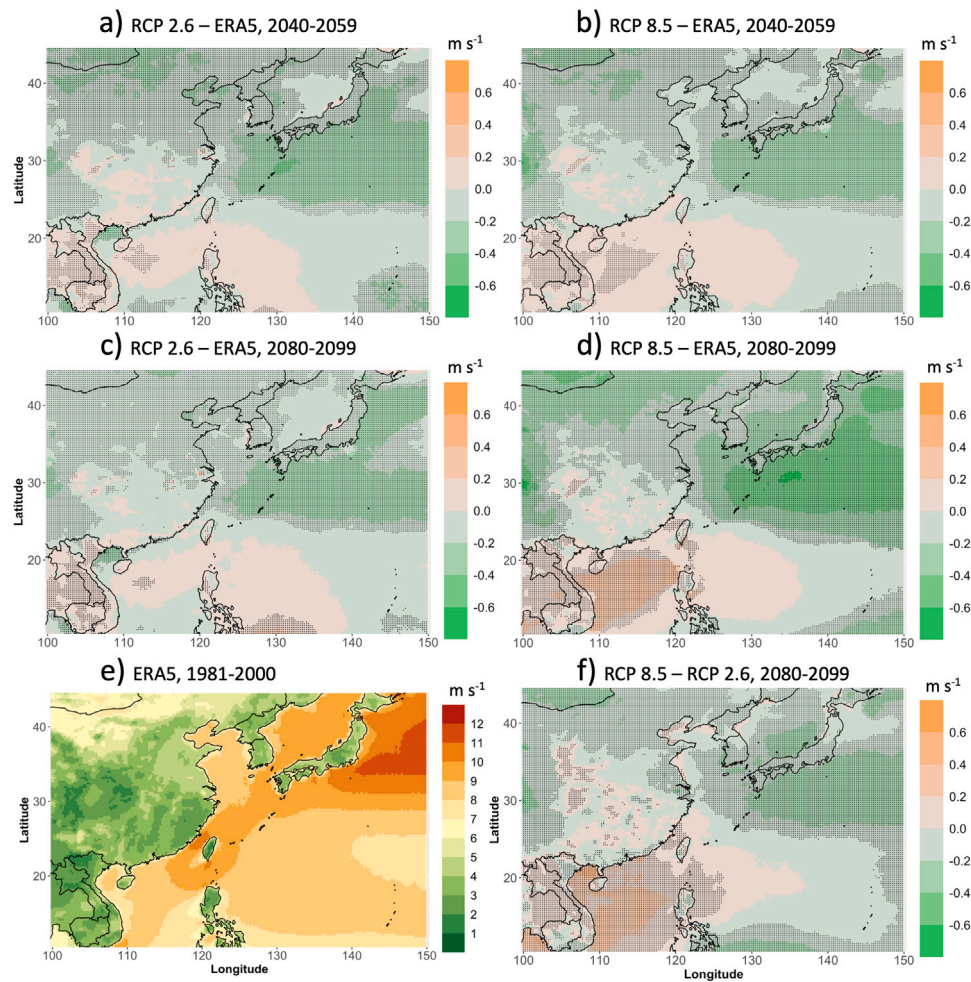 a) RCP 2.6 – ERA5, 2040-2059
b) RCP 8.5 – ERA5, 2040-2059
m s⁻¹
m s⁻¹
Latitude
40
30
20
100 110 120 130 140 150
0.6
0.4
0.2
0.0
-0.2
-0.4
-0.6
40
30
20
100 110 120 130 140 150
0.6
0.4
0.2
0.0
-0.2
-0.4
-0.6
c) RCP 2.6 – ERA5, 2080-2099
d) RCP 8.5 – ERA5, 2080-2099
m s⁻¹
m s⁻¹
Latitude
40
30
20
100 110 120 130 140 150
0.6
0.4
0.2
0.0
-0.2
-0.4
-0.6
40
30
20
100 110 120 130 140 150
0.6
0.4
0.2
0.0
-0.2
-0.4
-0.6
e) ERA5, 1981-2000
f) RCP 8.5 – RCP 2.6, 2080-2099
m s⁻¹
m s⁻¹
Latitude
40
30
20
100 110 120 130 140 150
Longitude
12
11
10
9
8
7
6
5
4
3
2
1
Latitude
40
30
20
100 110 120 130 140 150
Longitude
0.6
0.4
0.2
0.0
-0.2
-0.4
-0.6